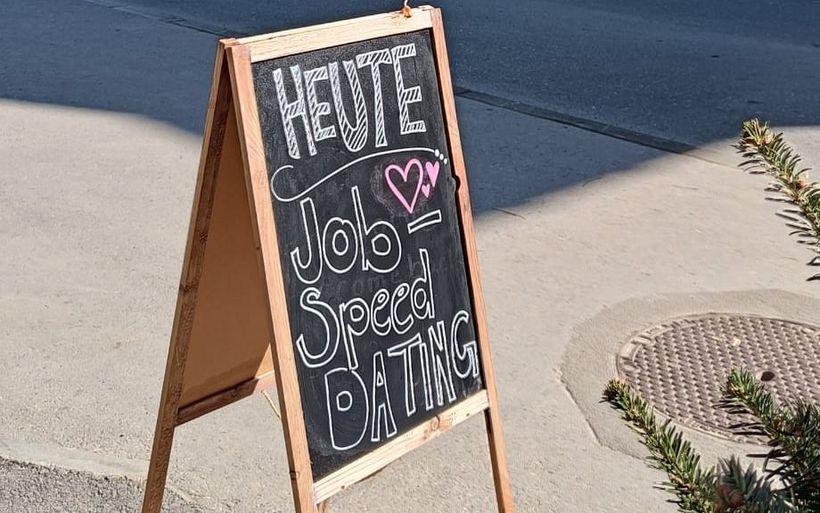 HEUTE
Job-
Speed
DATING